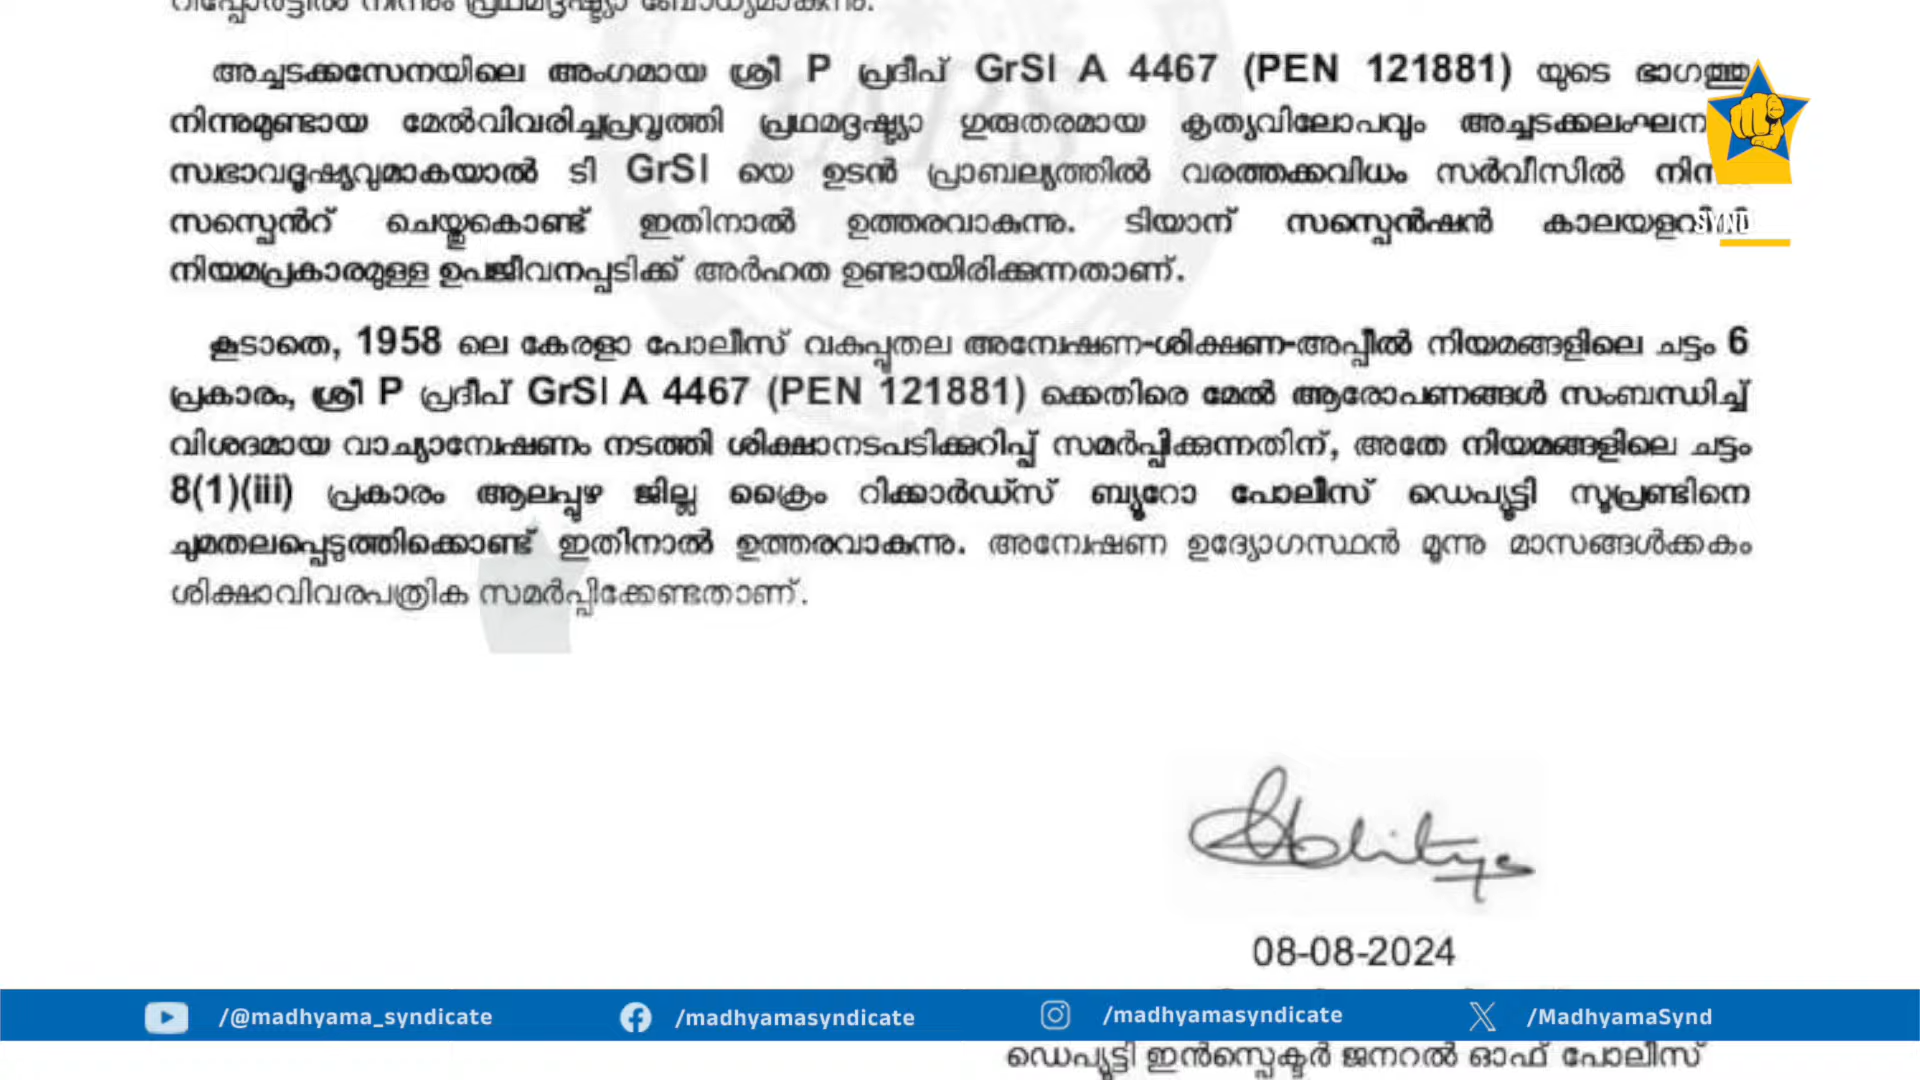 റിപ്പോർട്ടിൽ നിന്നും പ്രഥമദൃഷ്ട്യാ ബോധ്യമാകുന്നു.
അച്ചടക്കസേനയിലെ അംഗമായ ശ്രീ P പ്രദീപ് GrSI A 4467 (PEN 121881) യുടെ ഭാഗത്തു
നിന്നുമുണ്ടായ മേൽവിവരിച്ചപ്രവൃത്തി പ്രഥമദൃഷ്ട്യാ ഗുരുതരമായ കൃത്യവിലോപവും അച്ചടക്കലംഘന
സ്വഭാവദൂഷ്യവുമാകയാൽ ടി GrSI യെ ഉടൻ പ്രാബല്യത്തിൽ വരത്തക്കവിധം സർവീസിൽ
സസ്പെൻറ് ചെയ്തുകൊണ്ട് ഇതിനാൽ ഉത്തരവാകുന്നു. ടിയാന് സസ്പെൻഷൻ
നിയമപ്രകാരമുള്ള ഉപജീവനപ്പടിക്ക് അർഹത ഉണ്ടായിരിക്കുന്നതാണ്.
കൂടാതെ, 1958 ലെ കേരളാ പോലീസ് വകുപ്പുതല അന്വേഷണ-ശിക്ഷണ-അപ്പീൽ നിയമങ്ങളിലെ ചട്ടം 6
പ്രകാരം, ശ്രീ P പ്രദീപ് GrSI A 4467 (PEN 121881) ക്കെതിരെ മേൽ ആരോപണങ്ങൾ സംബന്ധിച്ച്
വിശദമായ വാച്യാന്വേഷണം നടത്തി ശിക്ഷാനടപടിക്കുറിപ്പ് സമർപ്പിക്കുന്നതിന്, അതേ നിയമങ്ങളിലെ ചട്ടം
8(1)(iii) പ്രകാരം ആലപ്പുഴ ജില്ല ക്രൈം റിക്കാർഡ്സ് ബ്യൂറോ പോലീസ് ഡെപ്യൂട്ടി സൂപ്രണ്ടിനെ
ചുമതലപ്പെടുത്തിക്കൊണ്ട് ഇതിനാൽ ഉത്തരവാകുന്നു. അന്വേഷണ ഉദ്യോഗസ്ഥൻ മൂന്നു മാസങ്ങൾക്കകം
ശിക്ഷാവിവരപത്രിക സമർപ്പിക്കേണ്ടതാണ്.
08-08-2024
/@madhyama_syndicate /madhyamasyndicate /madhyamasyndicate /MadhyamaSynd
ഡെപ്യൂട്ടി ഇൻസ്പെക്ടർ ജനറൽ ഓഫ് പോലീസ്